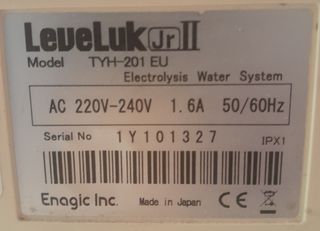 LeveLuk Jr II
Model TYH-201 EU
Electrolysis Water System
AC 220V-240V 1.6A 50/60Hz
Serial No 1Y101327 IPX1
Enagic Inc. Made in Japan CE